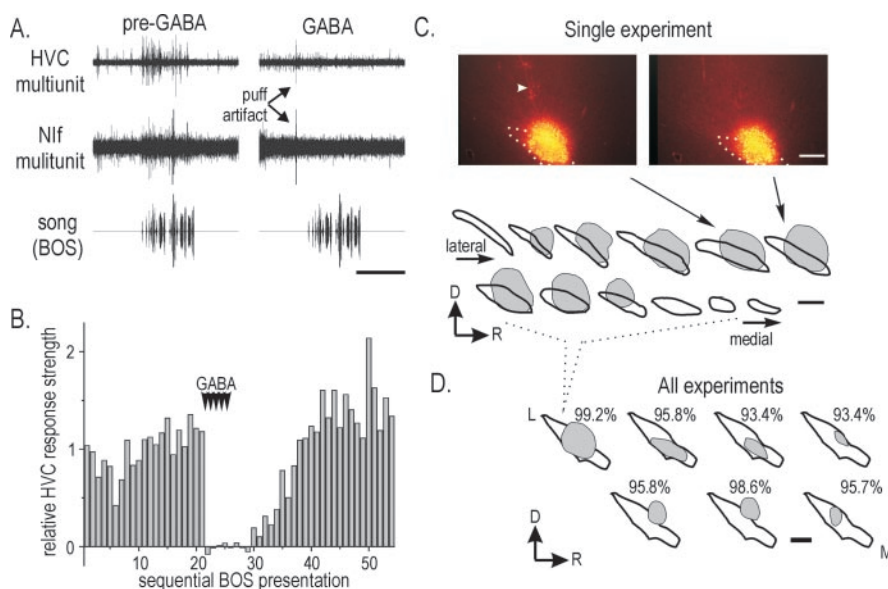 A.
pre-GABA
GABA
HVC
multiunit
puff
artifact
NIf
mulitunit
song
(BOS)
B.
relative HVC response strength
2
1
0
GABA
10
20
30
40
50
sequential BOS presentation
C.
Single experiment
lateral
D
R
medial
D.
All experiments
L
99.2%
95.8%
93.4%
93.4%
95.8%
98.6%
95.7%
D
R
M